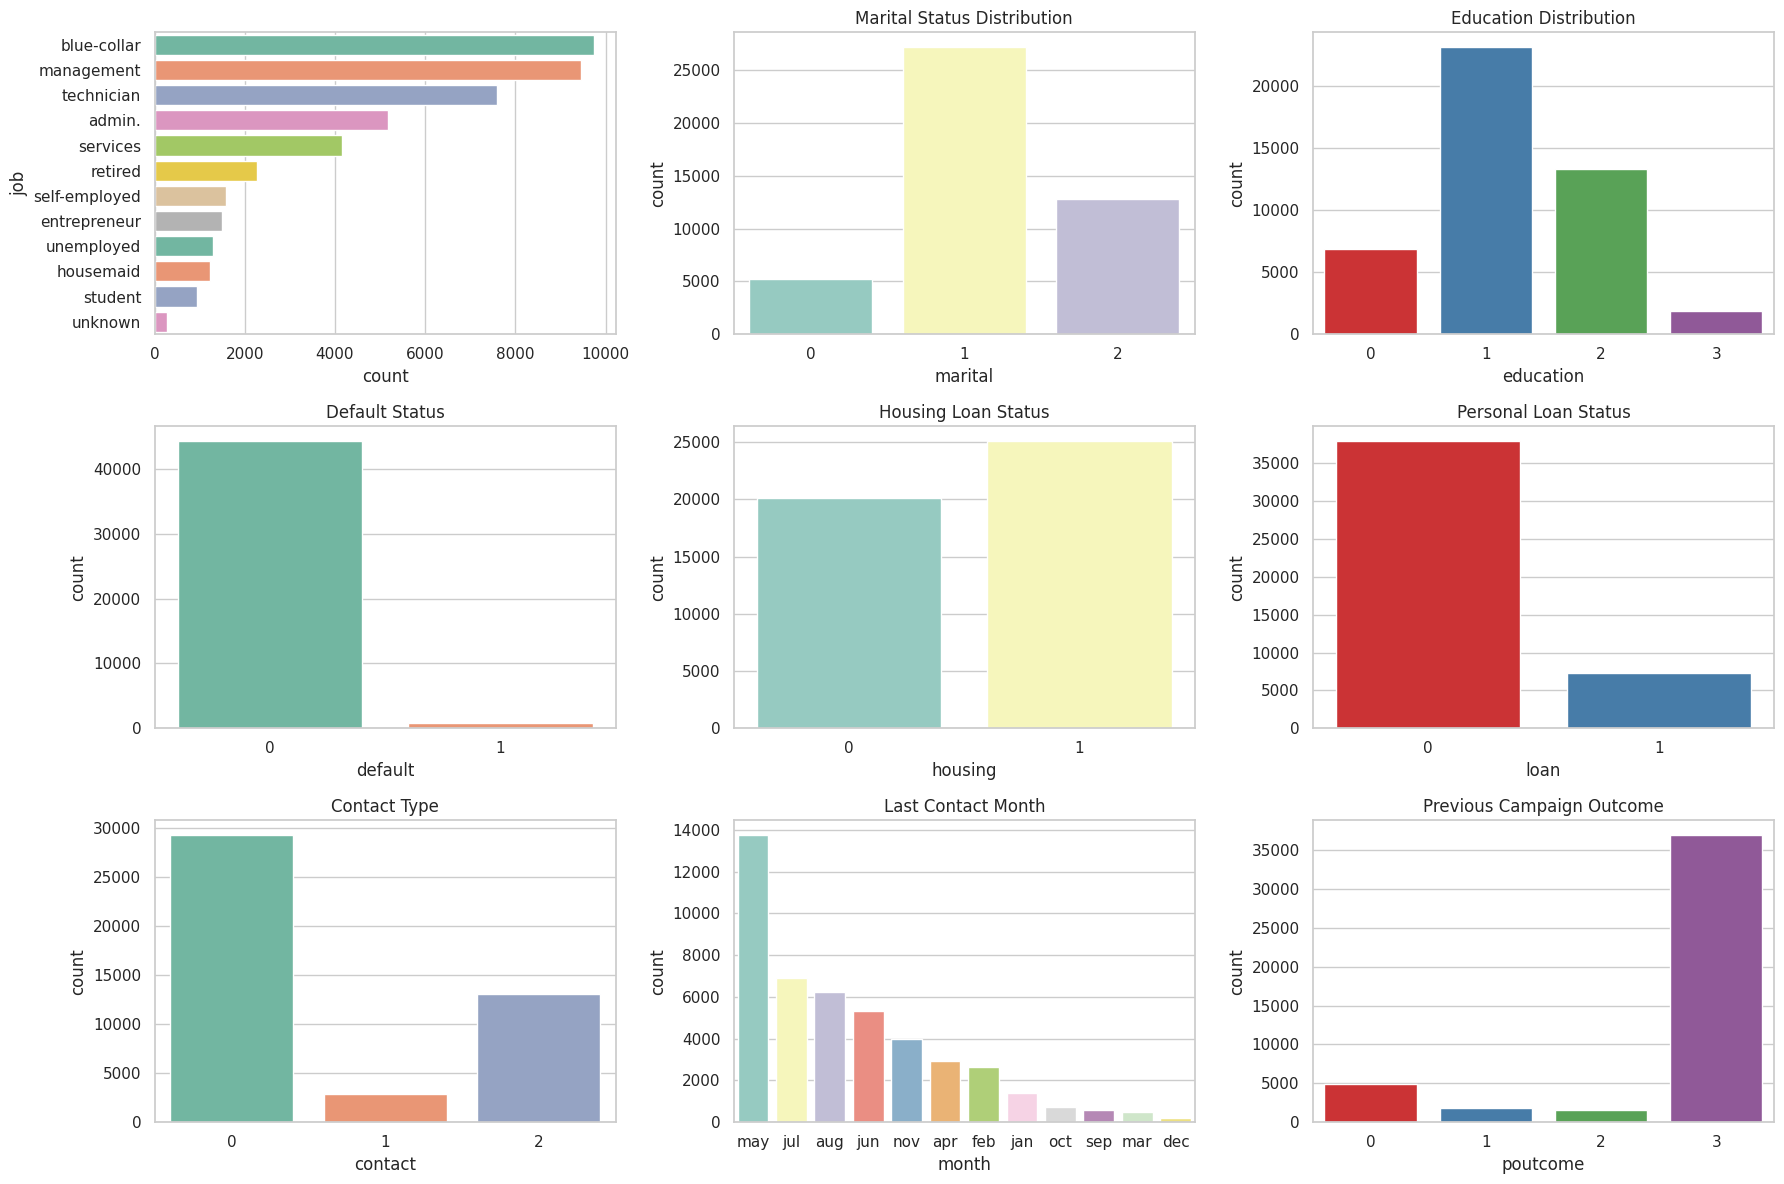 blue-collar
management
technician
admin.
services
retired
self-employed
entrepreneur
unemployed
housemaid
student
unknown
job
0 2000 4000 6000 8000 10000
count
Marital Status Distribution
25000
20000
15000
10000
5000
0
count
0 1 2
marital
Education Distribution
20000
15000
10000
5000
0
count
0 1 2 3
education
Default Status
40000
30000
20000
10000
0
count
0 1
default
Housing Loan Status
25000
20000
15000
10000
5000
0
count
0 1
housing
Personal Loan Status
35000
30000
25000
20000
15000
10000
5000
0
count
0 1
loan
Contact Type
30000
25000
20000
15000
10000
5000
0
count
0 1 2
contact
Last Contact Month
14000
12000
10000
8000
6000
4000
2000
0
count
may jul aug jun nov apr feb jan oct sep mar dec
month
Previous Campaign Outcome
35000
30000
25000
20000
15000
10000
5000
0
count
0 1 2 3
poutcome